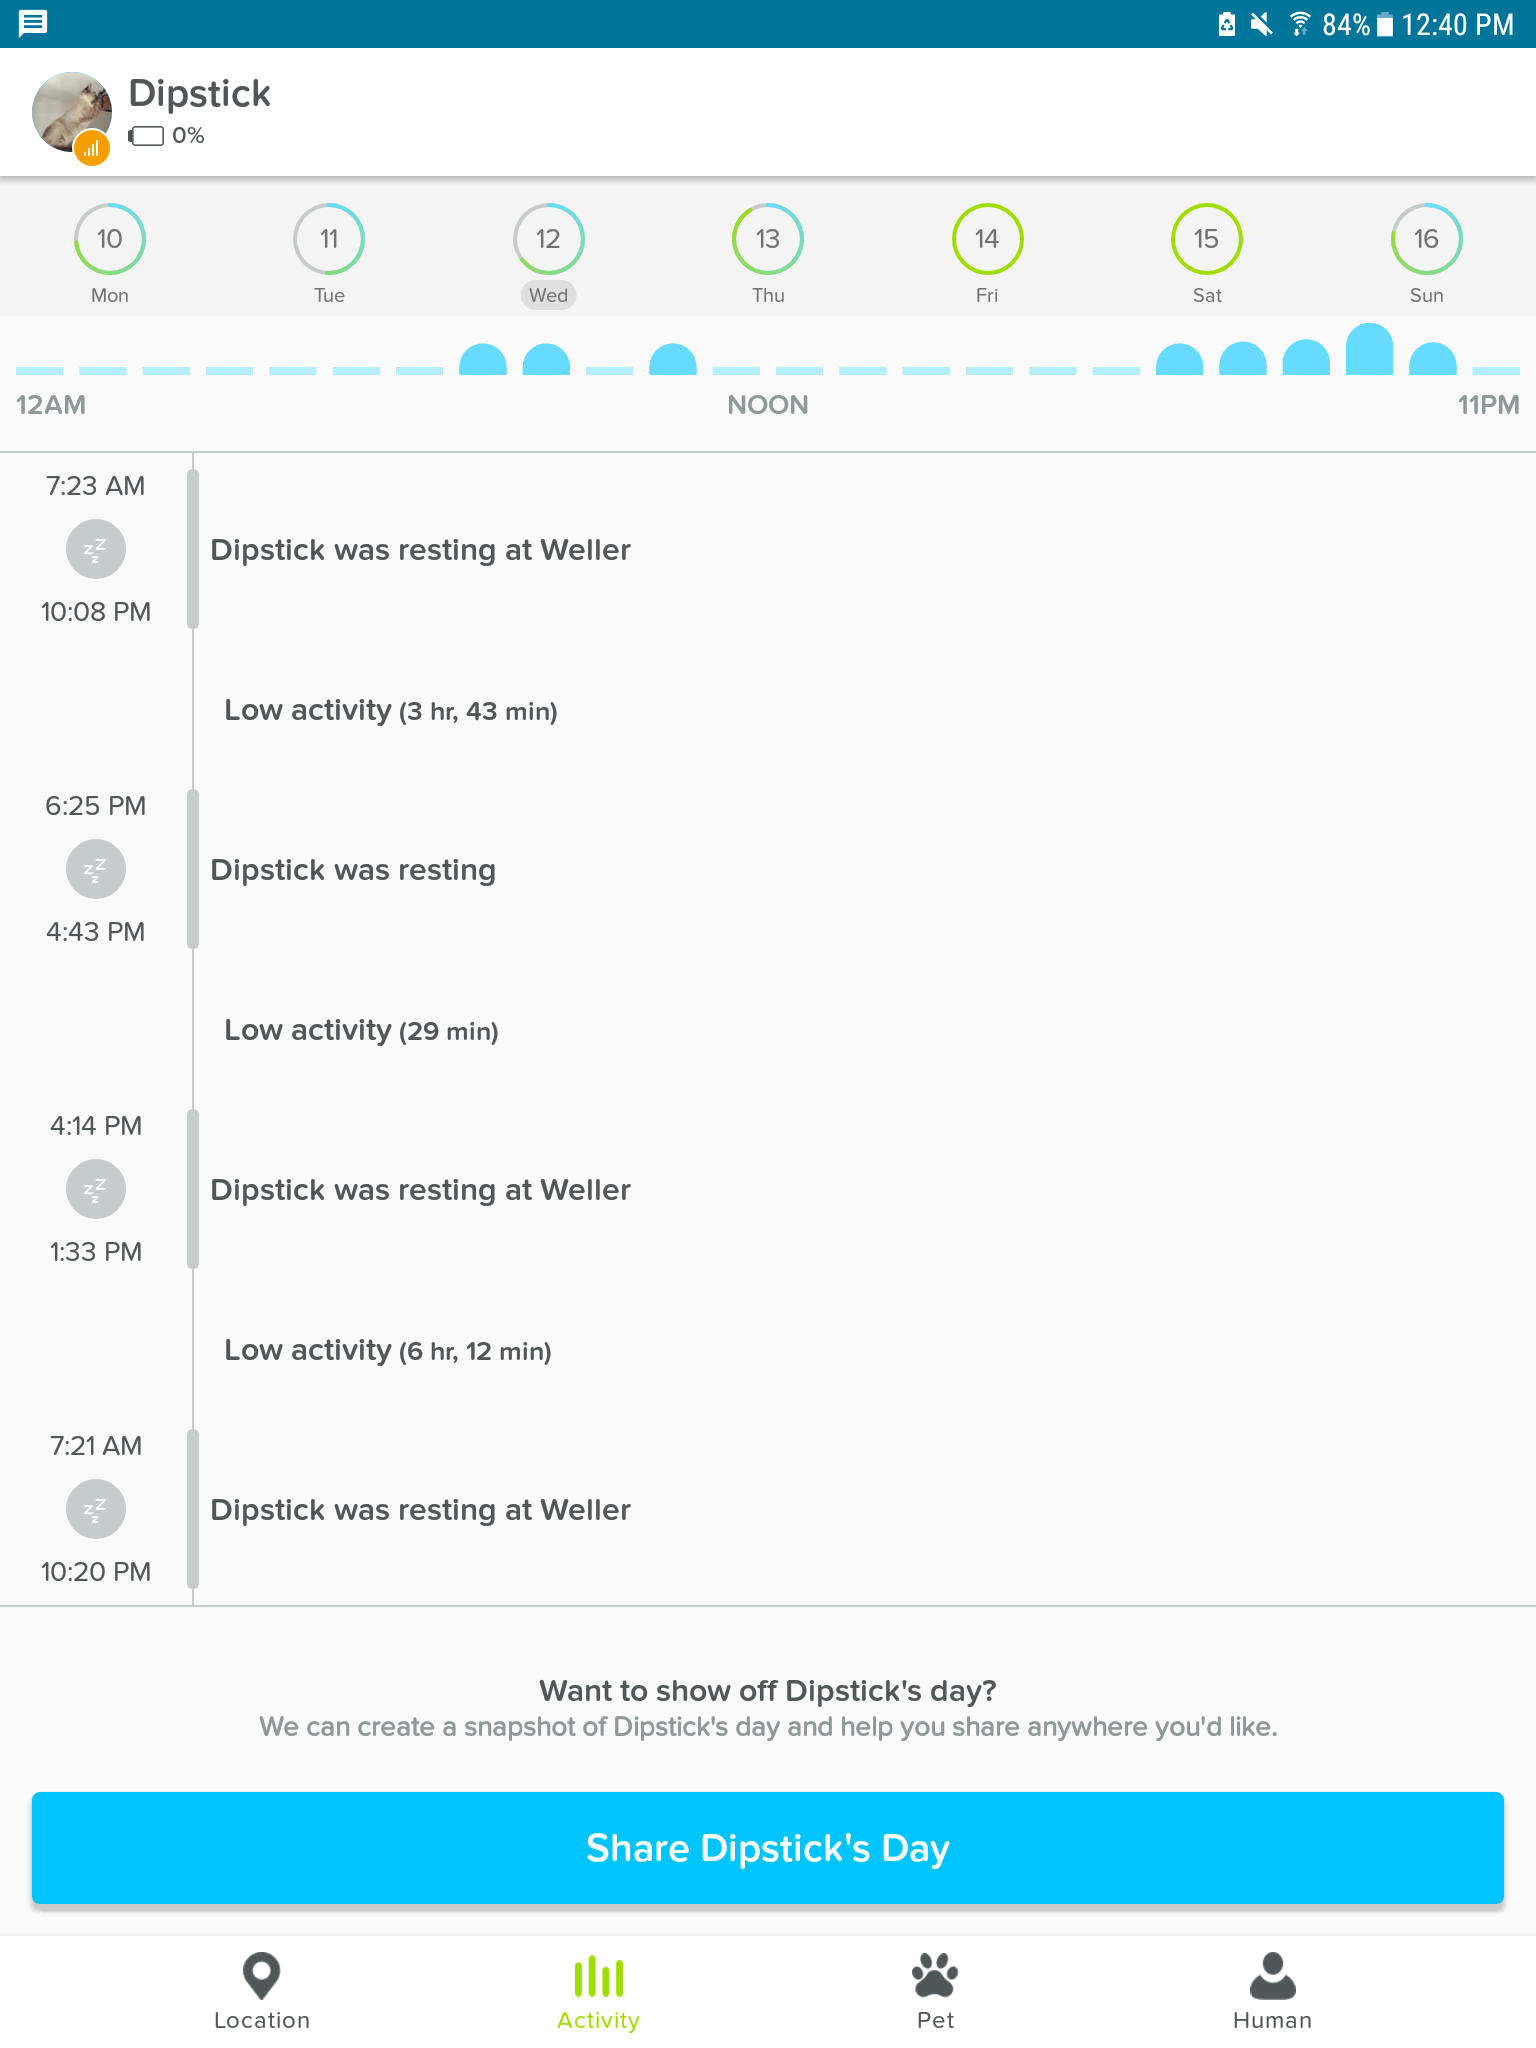 84% 12:40 PM
Dipstick
0%
10 11 12 13 14 15 16
Mon Tue Wed Thu Fri Sat Sun
12AM NOON 11PM
7:23 AM
zzz
Dipstick was resting at Weller
10:08 PM
Low activity (3 hr, 43 min)
6:25 PM
zzz
Dipstick was resting
4:43 PM
Low activity (29 min)
4:14 PM
zzz
Dipstick was resting at Weller
1:33 PM
Low activity (6 hr, 12 min)
7:21 AM
zzz
Dipstick was resting at Weller
10:20 PM
Want to show off Dipstick's day?
We can create a snapshot of Dipstick's day and help you share anywhere you'd like.
Share Dipstick's Day
Location Activity Pet Human